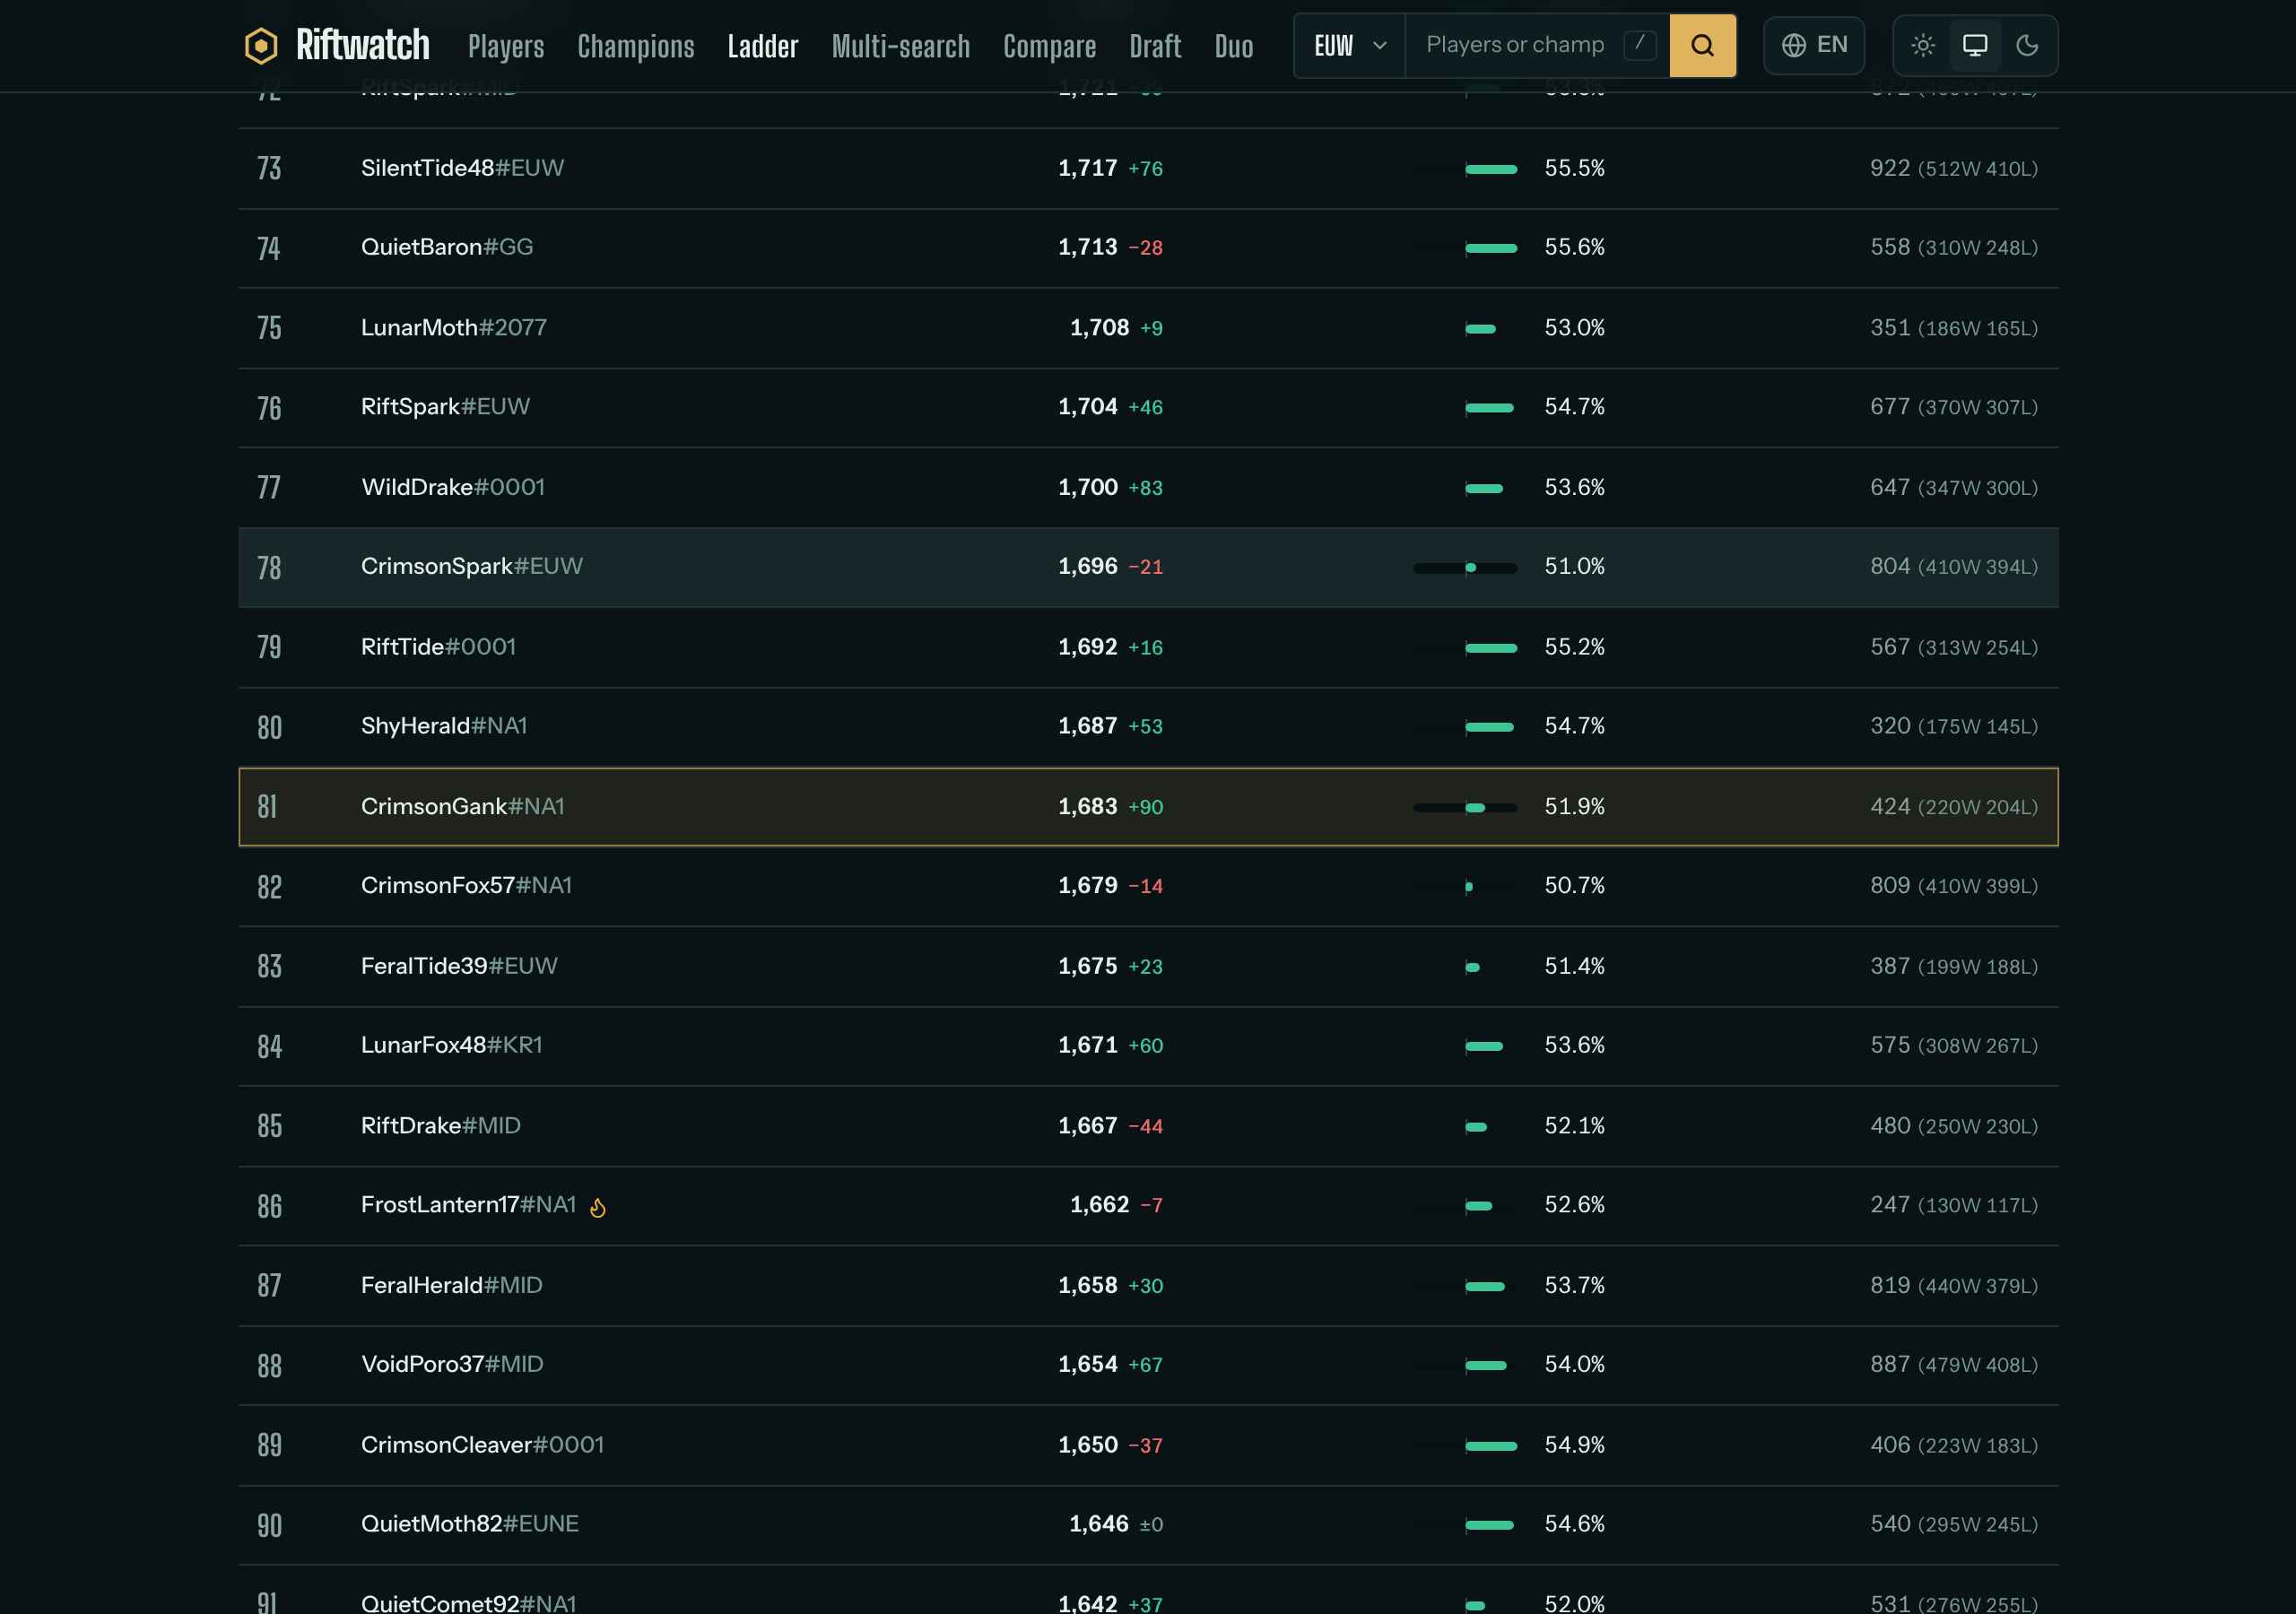 Riftwatch Players Champions Ladder Multi-search Compare Draft Duo EUW Players or champ / EN
72 RiftSpark#MID 1,721 +39 53.3% 872 (465W 407L)
73 SilentTide48#EUW 1,717 +76 55.5% 922 (512W 410L)
74 QuietBaron#GG 1,713 −28 55.6% 558 (310W 248L)
75 LunarMoth#2077 1,708 +9 53.0% 351 (186W 165L)
76 RiftSpark#EUW 1,704 +46 54.7% 677 (370W 307L)
77 WildDrake#0001 1,700 +83 53.6% 647 (347W 300L)
78 CrimsonSpark#EUW 1,696 −21 51.0% 804 (410W 394L)
79 RiftTide#0001 1,692 +16 55.2% 567 (313W 254L)
80 ShyHerald#NA1 1,687 +53 54.7% 320 (175W 145L)
81 CrimsonGank#NA1 1,683 +90 51.9% 424 (220W 204L)
82 CrimsonFox57#NA1 1,679 −14 50.7% 809 (410W 399L)
83 FeralTide39#EUW 1,675 +23 51.4% 387 (199W 188L)
84 LunarFox48#KR1 1,671 +60 53.6% 575 (308W 267L)
85 RiftDrake#MID 1,667 −44 52.1% 480 (250W 230L)
86 FrostLantern17#NA1 1,662 −7 52.6% 247 (130W 117L)
87 FeralHerald#MID 1,658 +30 53.7% 819 (440W 379L)
88 VoidPoro37#MID 1,654 +67 54.0% 887 (479W 408L)
89 CrimsonCleaver#0001 1,650 −37 54.9% 406 (223W 183L)
90 QuietMoth82#EUNE 1,646 ±0 54.6% 540 (295W 245L)
91 QuietComet92#NA1 1,642 +37 52.0% 531 (276W 255L)